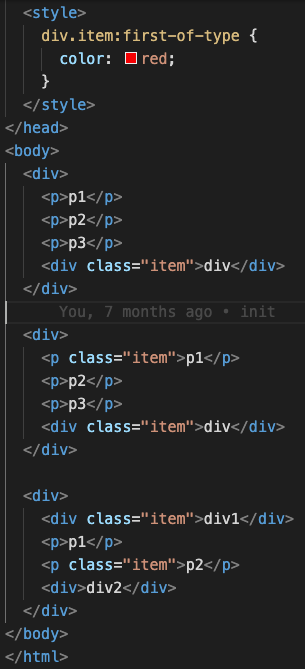 <style>
div.item:first-of-type {
color: red;
}
</style>
</head>
<body>
<div>
<p>p1</p>
<p>p2</p>
<p>p3</p>
<div class="item">div</div>
</div>
You, 7 months ago • init
<div>
<p class="item">p1</p>
<p>p2</p>
<p>p3</p>
<div class="item">div</div>
</div>
<div>
<div class="item">div1</div>
<p>p1</p>
<p class="item">p2</p>
<div>div2</div>
</div>
</body>
</html>